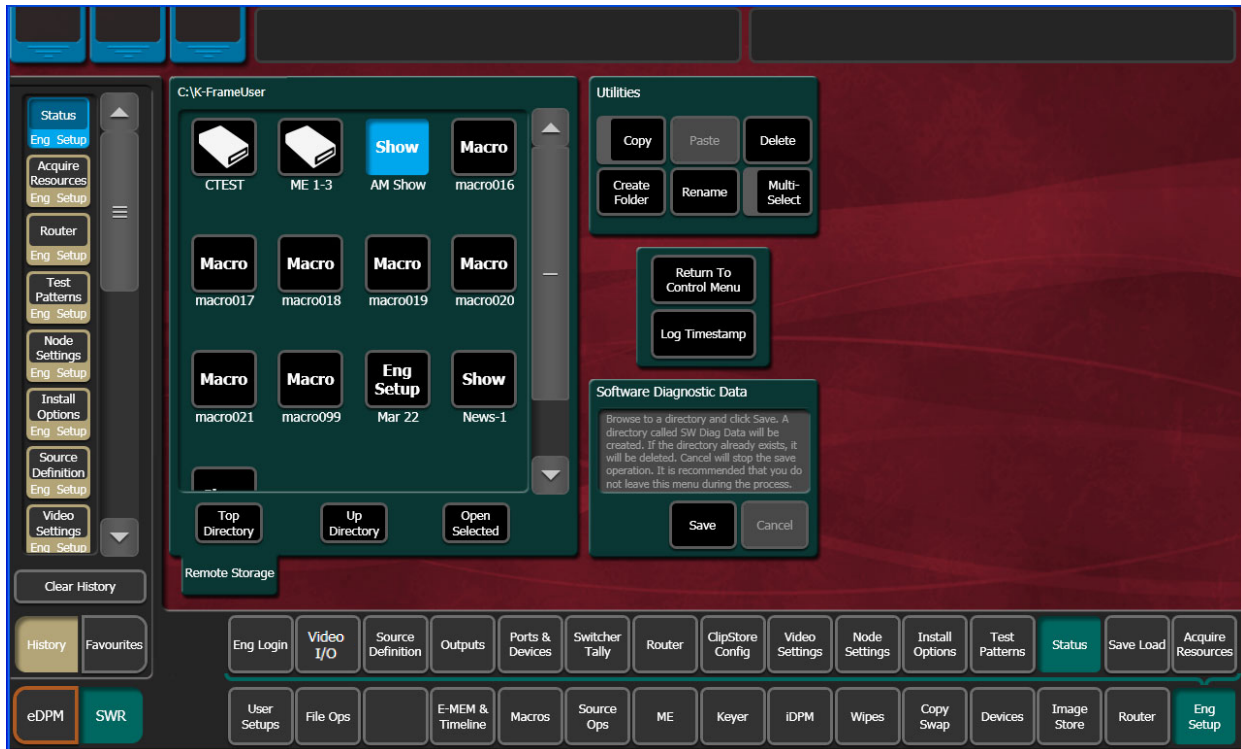 C:\K-FrameUser
Status
Eng Setup
Acquire
Resources
Eng Setup
Router
Eng Setup
Test
Patterns
Eng Setup
Node
Settings
Eng Setup
Install
Options
Eng Setup
Source
Definition
Eng Setup
Video
Settings
Eng Setup
Clear History
History
Favourites
eDPM
SWR
CTEST
ME 1-3
Show
AM Show
Macro
macro016
Macro
macro017
Macro
macro018
Macro
macro019
Macro
macro020
Macro
macro021
Macro
macro099
Eng
Setup
Mar 22
Show
News-1
Top
Directory
Up
Directory
Open
Selected
Remote Storage
Utilities
Copy
Paste
Delete
Create
Folder
Rename
Multi-
Select
Return To
Control Menu
Log Timestamp
Software Diagnostic Data
Browse to a directory and click Save. A
directory called SW Diag Data will be
created. If the directory already exists, it
will be deleted. Cancel will stop the save
operation. It is recommended that you do
not leave this menu during the process.
Save
Cancel
Eng Login
Video
I/O
Source
Definition
Outputs
Ports &
Devices
Switcher
Tally
Router
ClipStore
Config
Video
Settings
Node
Settings
Install
Options
Test
Patterns
Status
Save Load
Acquire
Resources
User
Setups
File Ops
E-MEM &
Timeline
Macros
Source
Ops
ME
Keyer
iDPM
Wipes
Copy
Swap
Devices
Image
Store
Router
Eng
Setup